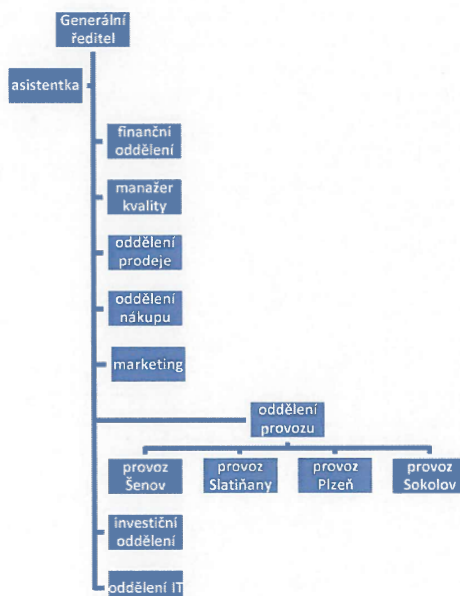 Generální
ředitel
asistentka
finanční
oddělení
manažer
kvality
oddělení
prodeje
oddělení
nákupu
marketing
oddělení
provozu
provoz
Šenov
provoz
Slatiňany
provoz
Plzeň
provoz
Sokolov
investiční
oddělení
oddělení IT